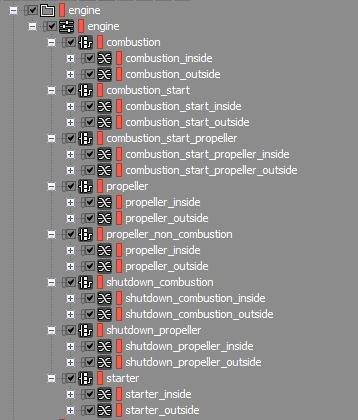 engine
engine
combustion
combustion_inside
combustion_outside
combustion_start
combustion_start_inside
combustion_start_outside
combustion_start_propeller
combustion_start_propeller_inside
combustion_start_propeller_outside
propeller
propeller_inside
propeller_outside
propeller_non_combustion
propeller_inside
propeller_outside
shutdown_combustion
shutdown_combustion_inside
shutdown_combustion_outside
shutdown_propeller
shutdown_propeller_inside
shutdown_propeller_outside
starter
starter_inside
starter_outside